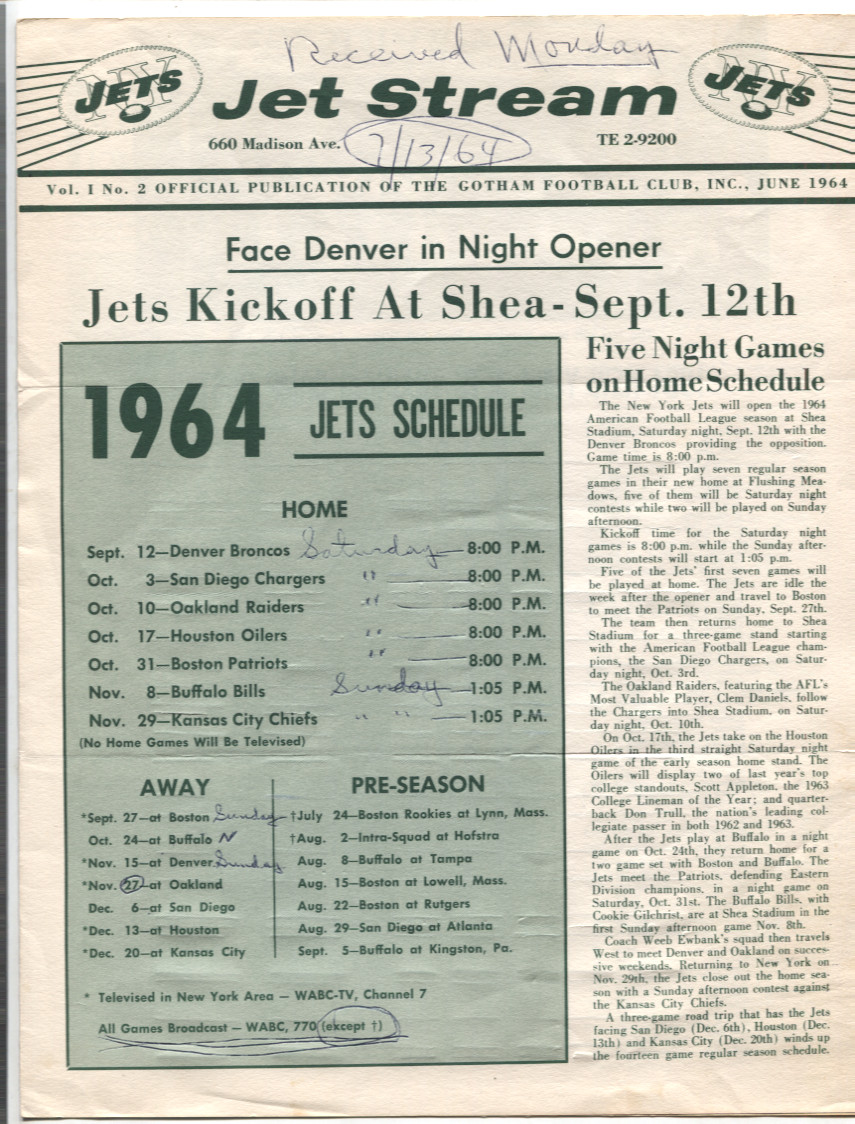 Received Monday
NY JETS
Jet Stream
NY JETS
660 Madison Ave.
7/13/64
TE 2-9200
Vol. I No. 2 OFFICIAL PUBLICATION OF THE GOTHAM FOOTBALL CLUB, INC., JUNE 1964
Face Denver in Night Opener
Jets Kickoff At Shea-Sept. 12th
1964 JETS SCHEDULE
HOME
Sept. 12—Denver Broncos Saturday 8:00 P.M.
Oct. 3—San Diego Chargers " 8:00 P.M.
Oct. 10—Oakland Raiders " 8:00 P.M.
Oct. 17—Houston Oilers " 8:00 P.M.
Oct. 31—Boston Patriots " 8:00 P.M.
Nov. 8—Buffalo Bills Sunday 1:05 P.M.
Nov. 29—Kansas City Chiefs " " 1:05 P.M.
(No Home Games Will Be Televised)
AWAY
*Sept. 27—at Boston Sunday
Oct. 24—at Buffalo N
*Nov. 15—at Denver Sunday
*Nov. 27—at Oakland
Dec. 6—at San Diego
*Dec. 13—at Houston
*Dec. 20—at Kansas City
PRE-SEASON
†July 24—Boston Rookies at Lynn, Mass.
†Aug. 2—Intra-Squad at Hofstra
Aug. 8—Buffalo at Tampa
Aug. 15—Boston at Lowell, Mass.
Aug. 22—Boston at Rutgers
Aug. 29—San Diego at Atlanta
Sept. 5—Buffalo at Kingston, Pa.
* Televised in New York Area — WABC-TV, Channel 7
All Games Broadcast — WABC, 770 (except †)
Five Night Games
on Home Schedule
The New York Jets will open the 1964
American Football League season at Shea
Stadium, Saturday night, Sept. 12th with the
Denver Broncos providing the opposition.
Game time is 8:00 p.m.
The Jets will play seven regular season
games in their new home at Flushing Mea-
dows, five of them will be Saturday night
contests while two will be played on Sunday
afternoon.
Kickoff time for the Saturday night
games is 8:00 p.m. while the Sunday after-
noon contests will start at 1:05 p.m.
Five of the Jets' first seven games will
be played at home. The Jets are idle the
week after the opener and travel to Boston
to meet the Patriots on Sunday, Sept. 27th.
The team then returns home to Shea
Stadium for a three-game stand starting
with the American Football League cham-
pions, the San Diego Chargers, on Satur-
day night, Oct. 3rd.
The Oakland Raiders, featuring the AFL's
Most Valuable Player, Clem Daniels, follow
the Chargers into Shea Stadium, on Satur-
day night, Oct. 10th.
On Oct. 17th, the Jets take on the Houston
Oilers in the third straight Saturday night
game of the early season home stand. The
Oilers will display two of last year's top
college standouts, Scott Appleton, the 1963
College Lineman of the Year; and quarter-
back Don Trull, the nation's leading col-
legiate passer in both 1962 and 1963.
After the Jets play at Buffalo in a night
game on Oct. 24th, they return home for a
two game set with Boston and Buffalo. The
Jets meet the Patriots, defending Eastern
Division champions, in a night game on
Saturday, Oct. 31st. The Buffalo Bills, with
Cookie Gilchrist, are at Shea Stadium in the
first Sunday afternoon game Nov. 8th.
Coach Weeb Ewbank's squad then travels
West to meet Denver and Oakland on succes-
sive weekends. Returning to New York on
Nov. 29th, the Jets close out the home sea-
son with a Sunday afternoon contest against
the Kansas City Chiefs.
A three-game road trip that has the Jets
facing San Diego (Dec. 6th), Houston (Dec.
13th) and Kansas City (Dec. 20th) winds up
the fourteen game regular season schedule.